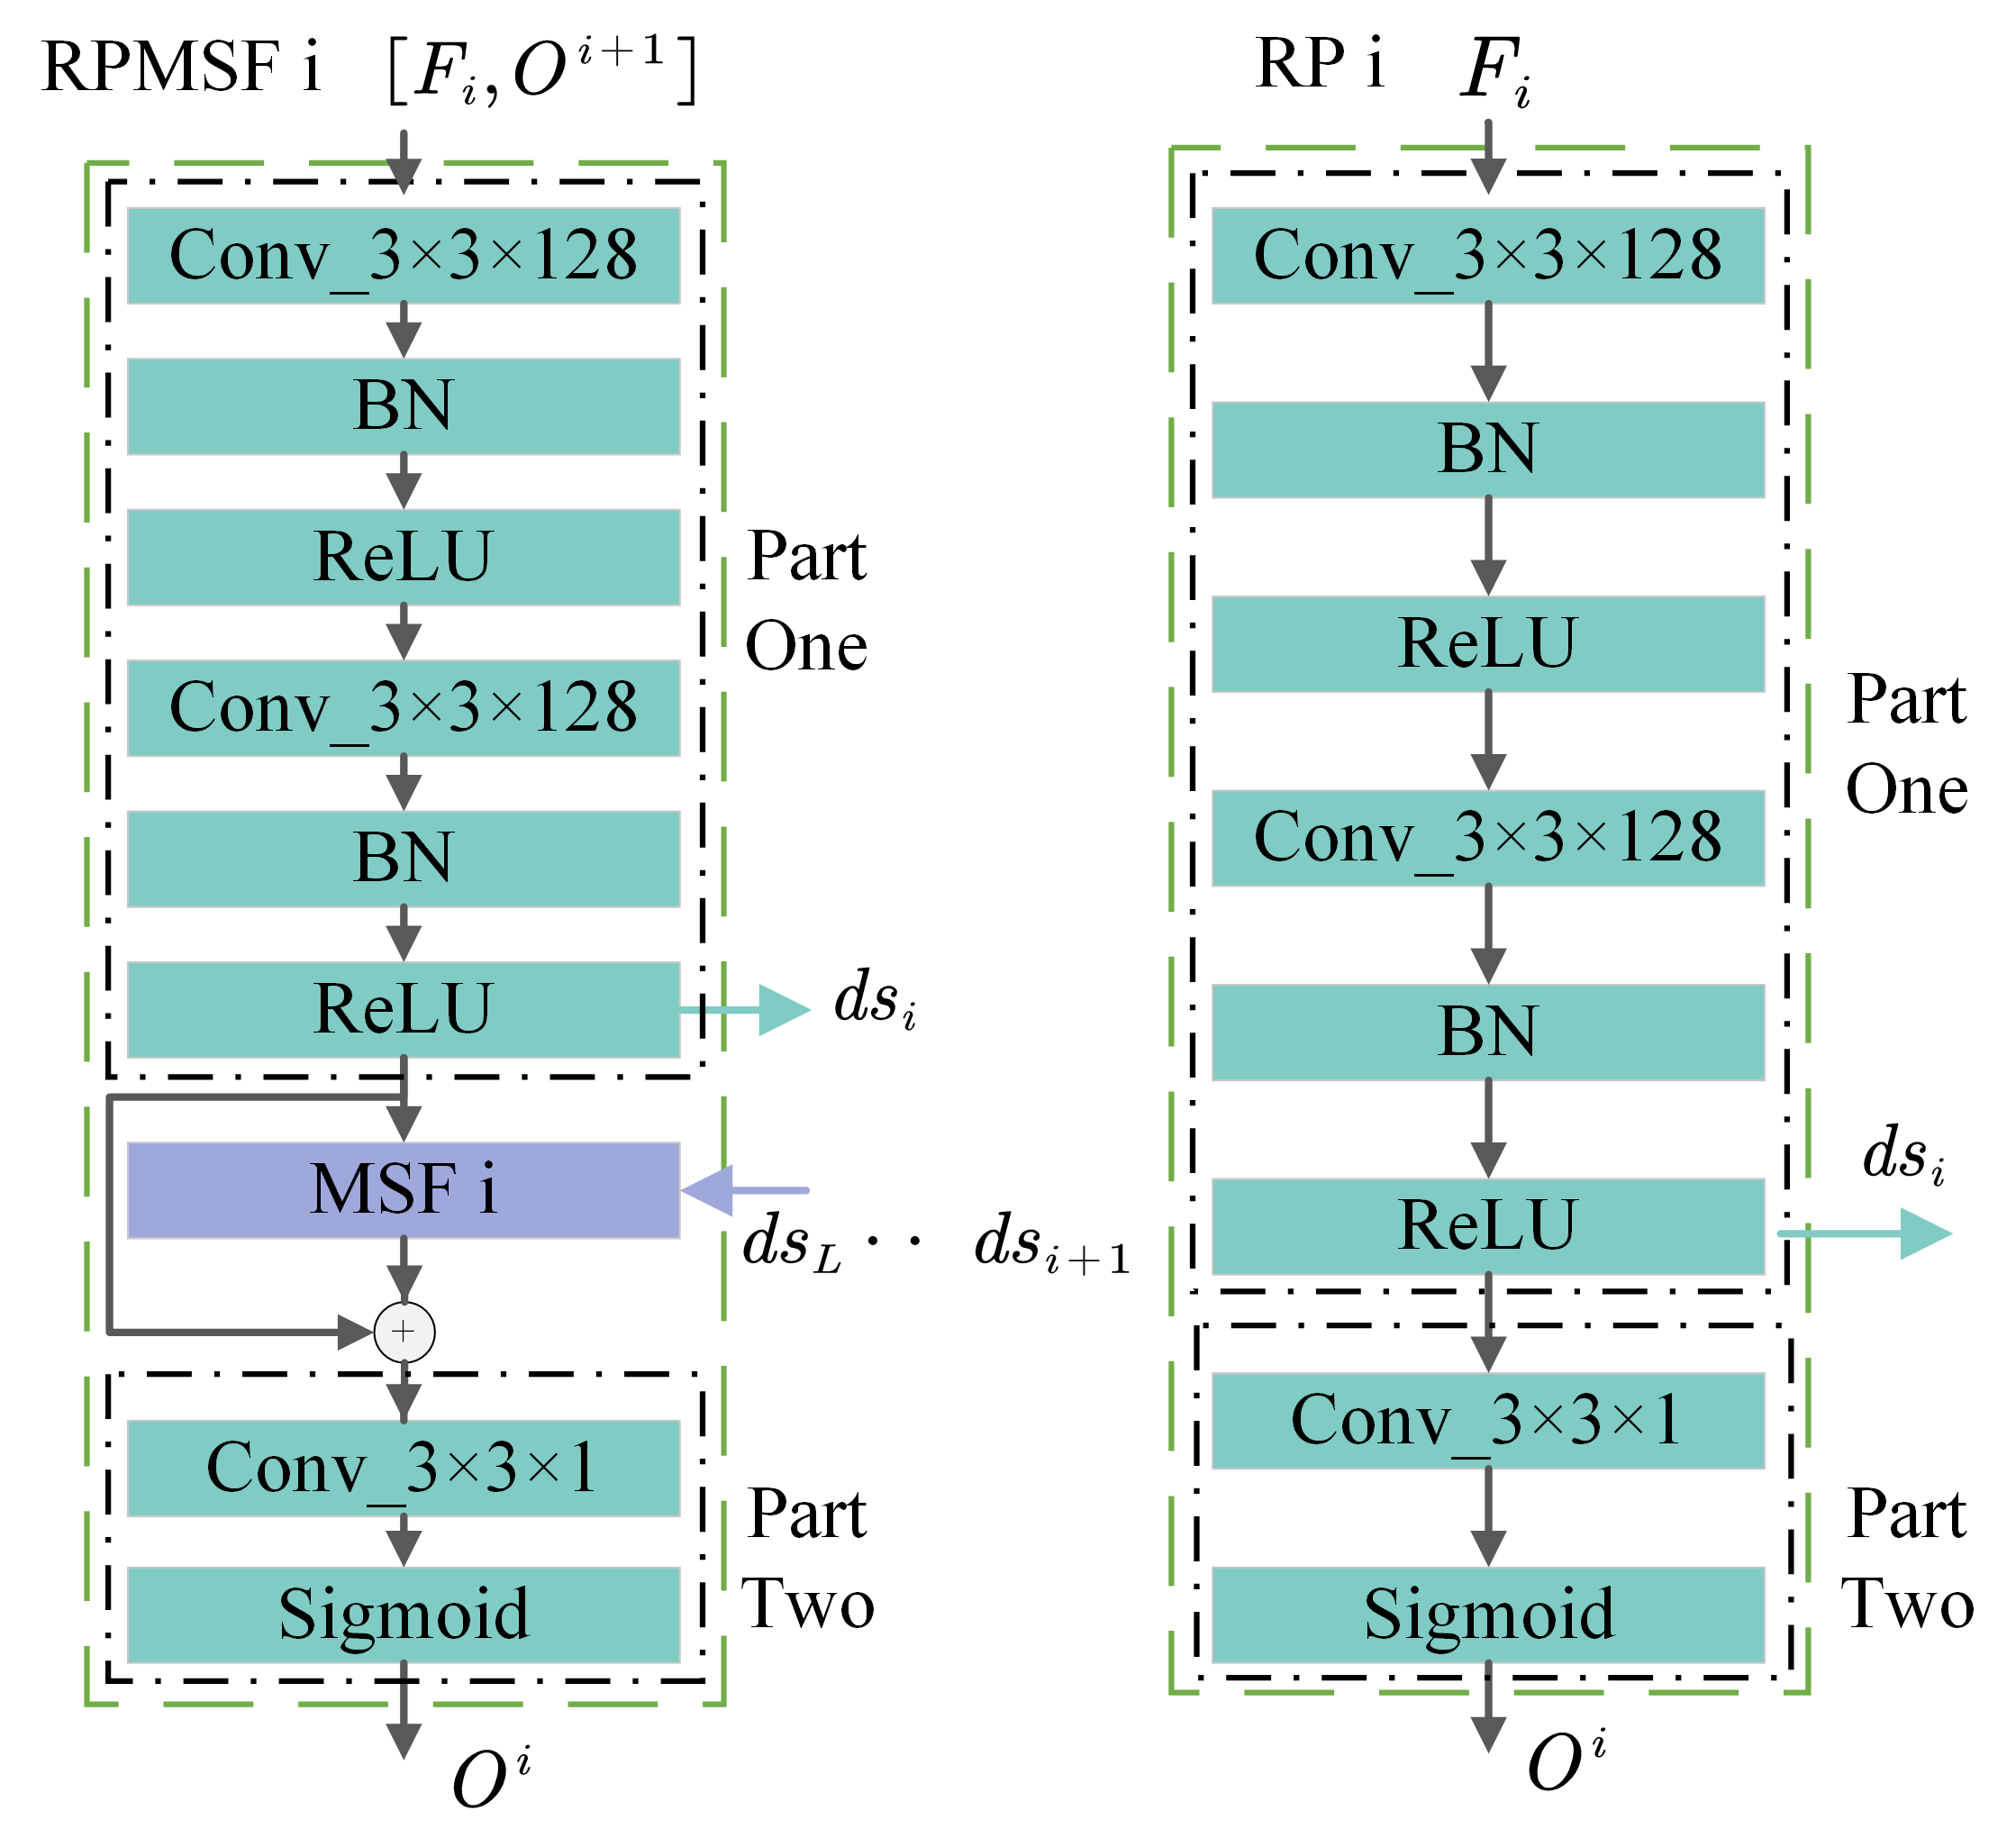 RPMSF i [F_i, O^{i+1}]
Conv_3×3×128
BN
ReLU
Conv_3×3×128
BN
ReLU
Part
One
ds_i
MSF i
ds_L ·· ds_{i+1}
+
Conv_3×3×1
Sigmoid
Part
Two
O^i
RP i F_i
Conv_3×3×128
BN
ReLU
Conv_3×3×128
BN
ReLU
Part
One
ds_i
Conv_3×3×1
Sigmoid
Part
Two
O^i